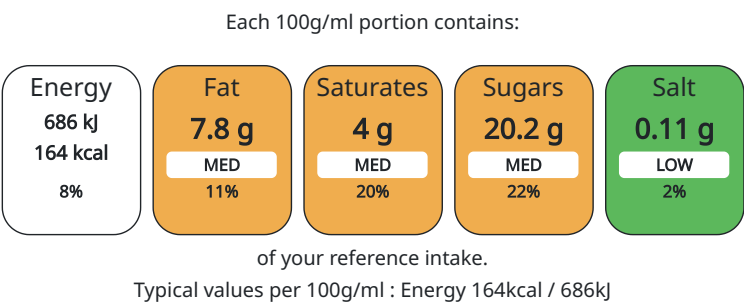 Each 100g/ml portion contains:
Energy
686 kJ
164 kcal
8%
Fat
7.8 g
MED
11%
Saturates
4 g
MED
20%
Sugars
20.2 g
MED
22%
Salt
0.11 g
LOW
2%
of your reference intake.
Typical values per 100g/ml : Energy 164kcal / 686kJ